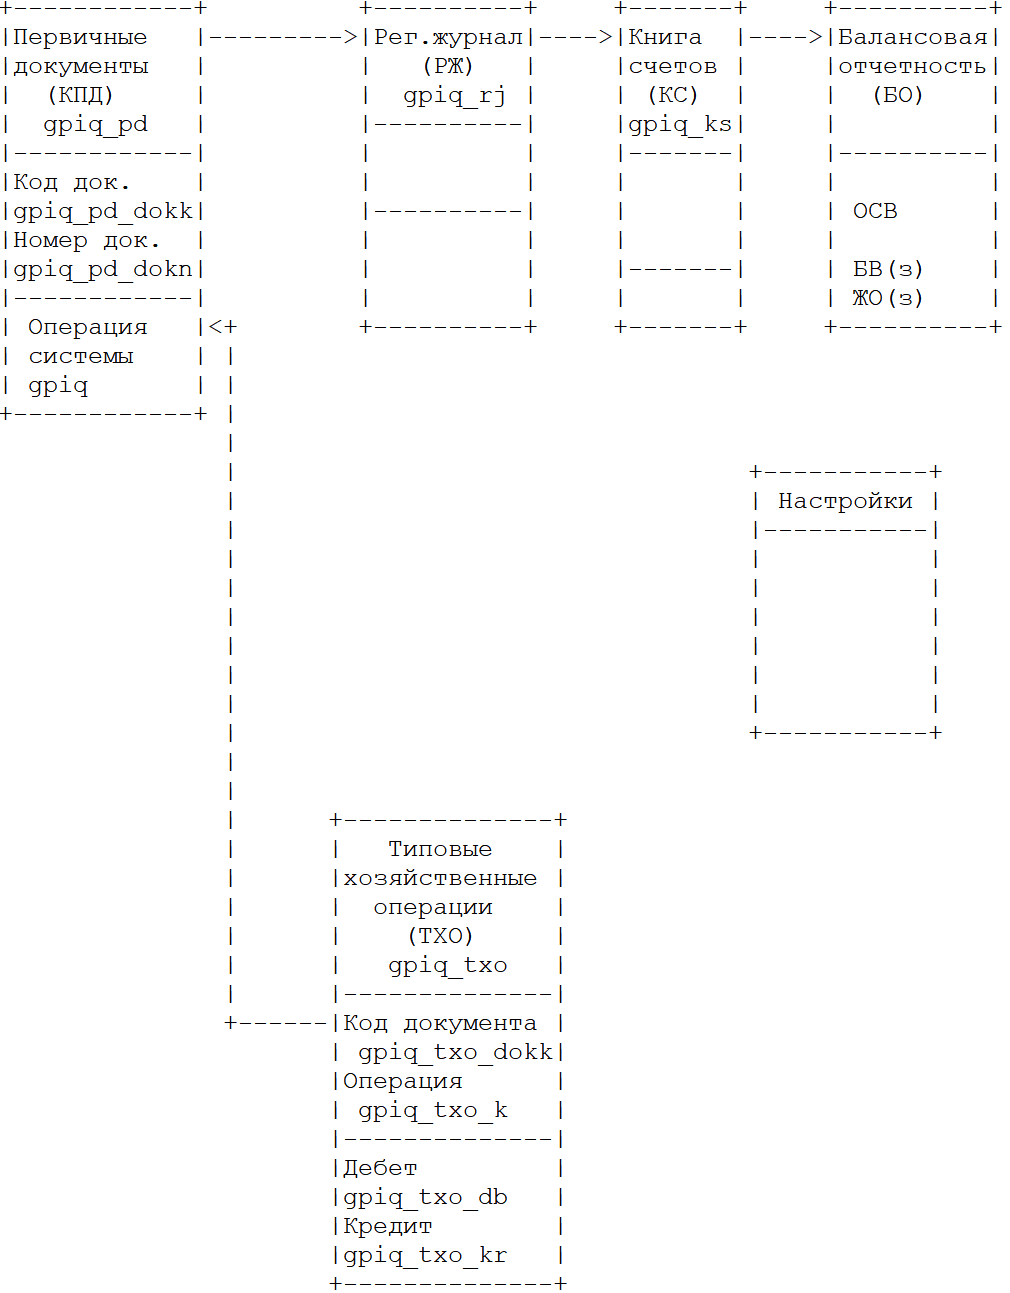 Первичные
документы
(КПД)
gpiq_pd
Код док.
gpiq_pd_dokk
Номер док.
gpiq_pd_dokn
Операция
системы
gpiq
Рег.журнал
(РЖ)
gpiq_rj
Книга
счетов
(КС)
gpiq_ks
Балансовая
отчетность
(БО)
ОСВ
БВ(з)
ЖО(з)
Настройки
Типовые
хозяйственные
операции
(ТХО)
gpiq_txo
Код документа
gpiq_txo_dokk
Операция
gpiq_txo_k
Дебет
gpiq_txo_db
Кредит
gpiq_txo_kr